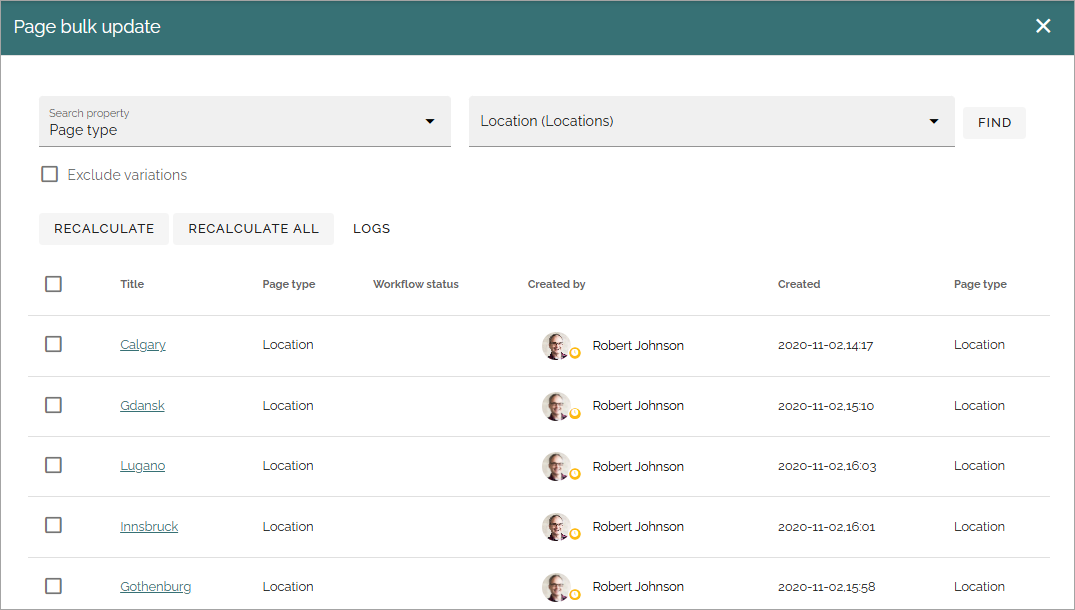 Page bulk update
Search property
Page type
Location (Locations)
FIND
Exclude variations
RECALCULATE RECALCULATE ALL LOGS
Title Page type Workflow status Created by Created Page type
Calgary Location Robert Johnson 2020-11-02,14:17 Location
Gdansk Location Robert Johnson 2020-11-02,15:10 Location
Lugano Location Robert Johnson 2020-11-02,16:03 Location
Innsbruck Location Robert Johnson 2020-11-02,16:01 Location
Gothenburg Location Robert Johnson 2020-11-02,15:58 Location